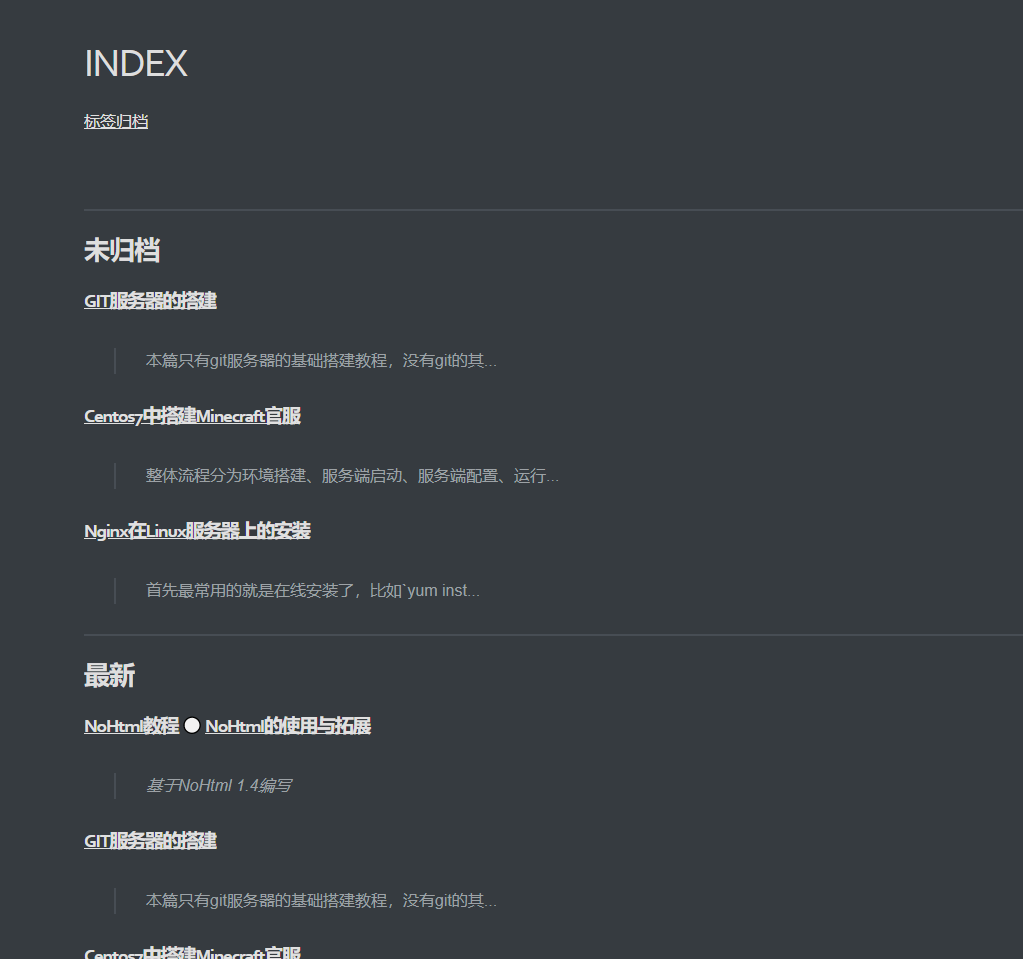 INDEX
标签归档
未归档
GIT服务器的搭建
本篇只有git服务器的基础搭建教程，没有git的其...
Centos7中搭建Minecraft官服
整体流程分为环境搭建、服务端启动、服务端配置、运行...
Nginx在Linux服务器上的安装
首先最常用的就是在线安装了，比如`yum inst...
最新
NoHtml教程 ⚪ NoHtml的使用与拓展
基于NoHtml 1.4编写
GIT服务器的搭建
本篇只有git服务器的基础搭建教程，没有git的其...
Centos7中搭建Minecraft官服